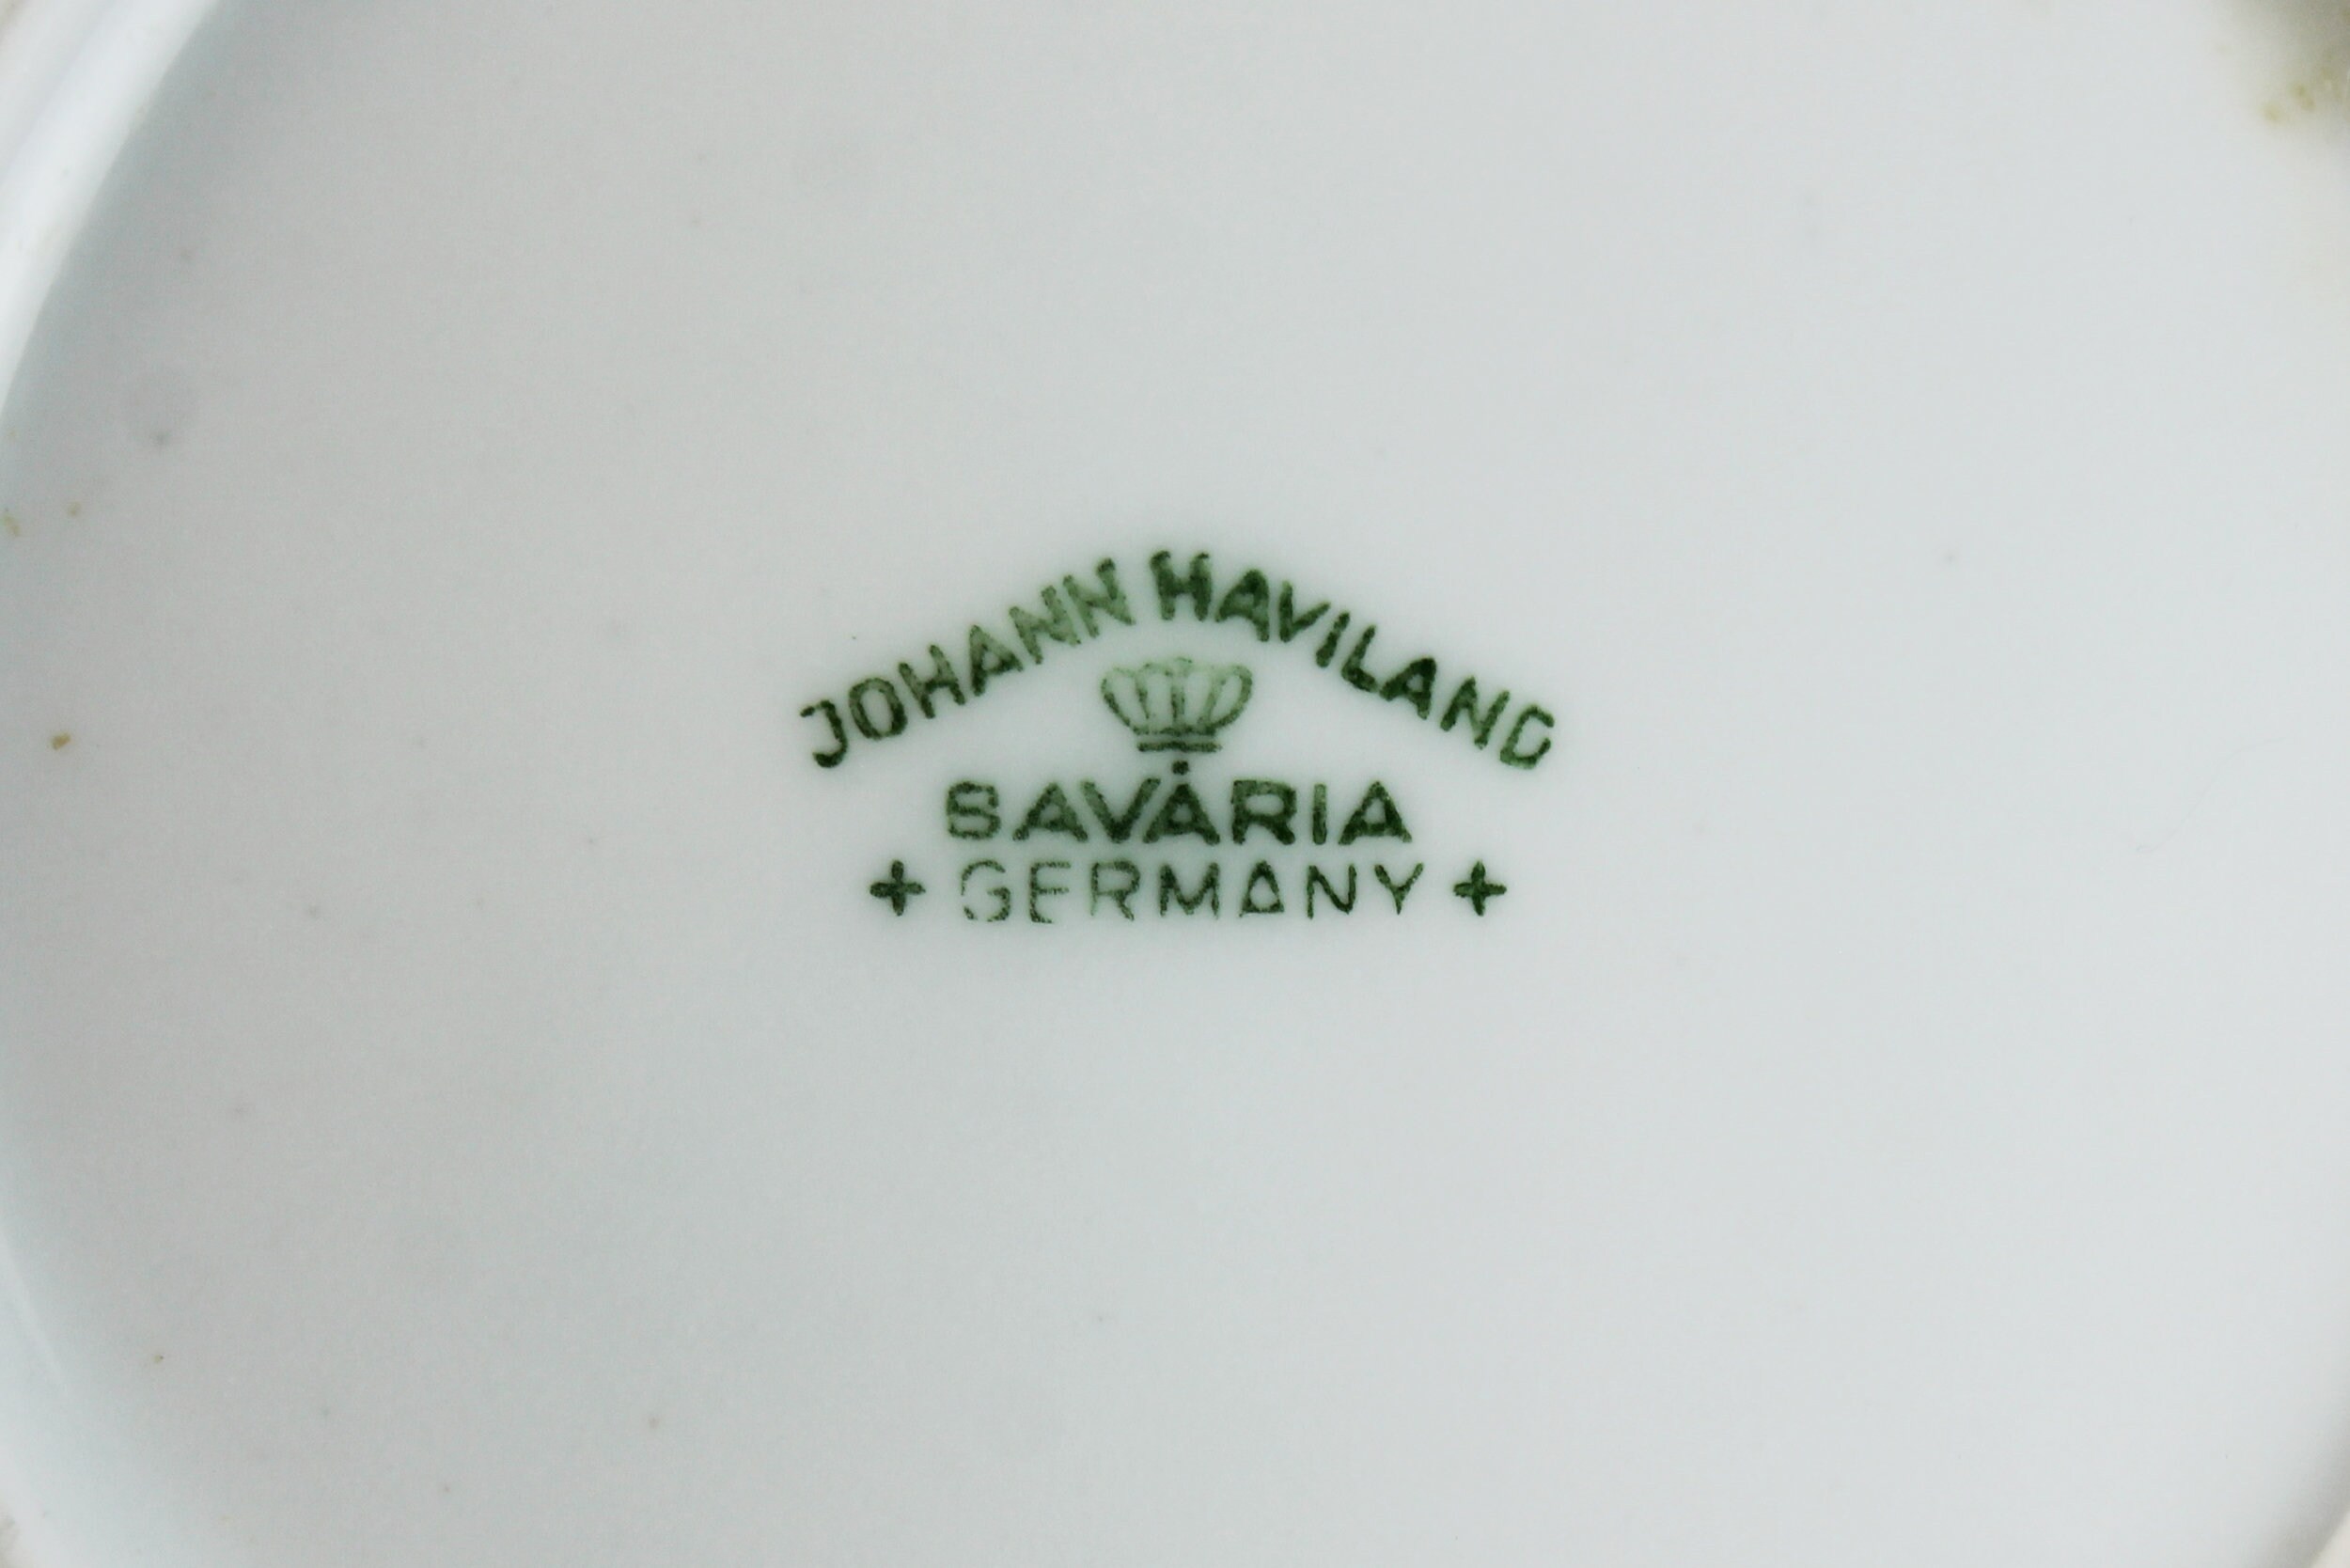 JOHANN HAVILAND
BAVARIA
+ GERMANY +